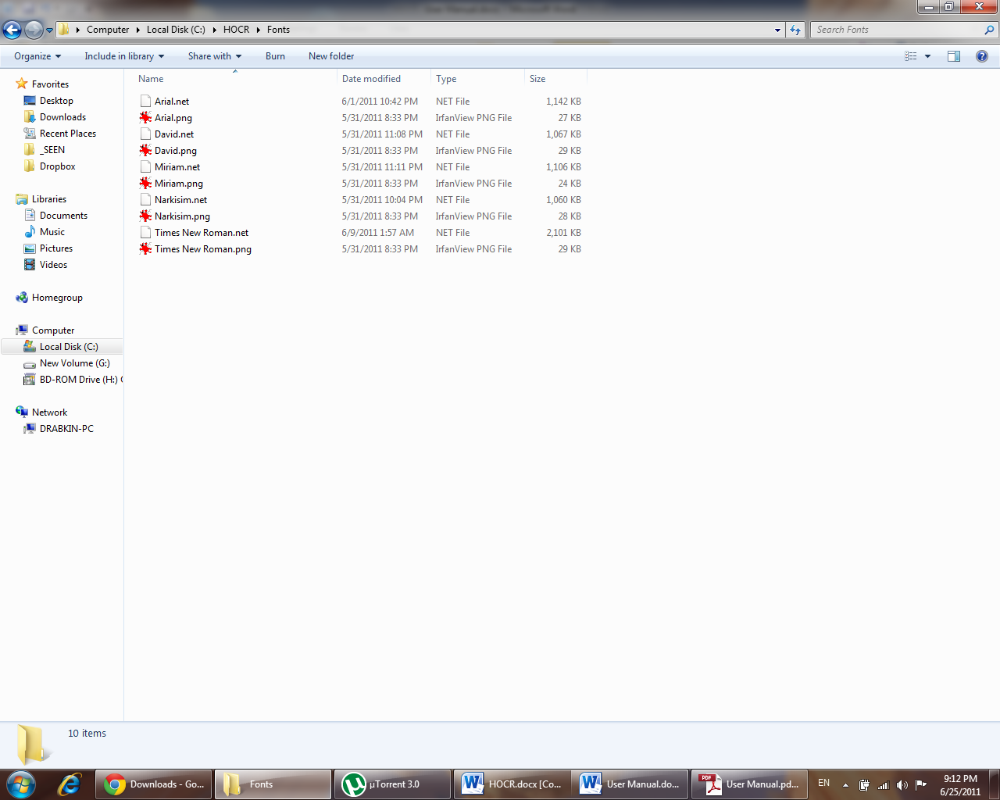 Computer Local Disk (C:) HOCR Fonts Search Fonts
Organize Include in library Share with Burn New folder
Favorites
Desktop
Downloads
Recent Places
_SEEN
Dropbox
Libraries
Documents
Music
Pictures
Videos
Homegroup
Computer
Local Disk (C:)
New Volume (G:)
BD-ROM Drive (H:)
Network
DRABKIN-PC
Name Date modified Type Size
Arial.net 6/1/2011 10:42 PM NET File 1,142 KB
Arial.png 5/31/2011 8:33 PM IrfanView PNG File 27 KB
David.net 5/31/2011 11:08 PM NET File 1,067 KB
David.png 5/31/2011 8:33 PM IrfanView PNG File 29 KB
Miriam.net 5/31/2011 11:11 PM NET File 1,106 KB
Miriam.png 5/31/2011 8:33 PM IrfanView PNG File 24 KB
Narkisim.net 5/31/2011 10:04 PM NET File 1,060 KB
Narkisim.png 5/31/2011 8:33 PM IrfanView PNG File 28 KB
Times New Roman.net 6/9/2011 1:57 AM NET File 2,101 KB
Times New Roman.png 5/31/2011 8:33 PM IrfanView PNG File 29 KB
10 items
Downloads - Go... Fonts µTorrent 3.0 HOCR.docx [Co... User Manual.do... PDF User Manual.pd... EN 9:12 PM
6/25/2011